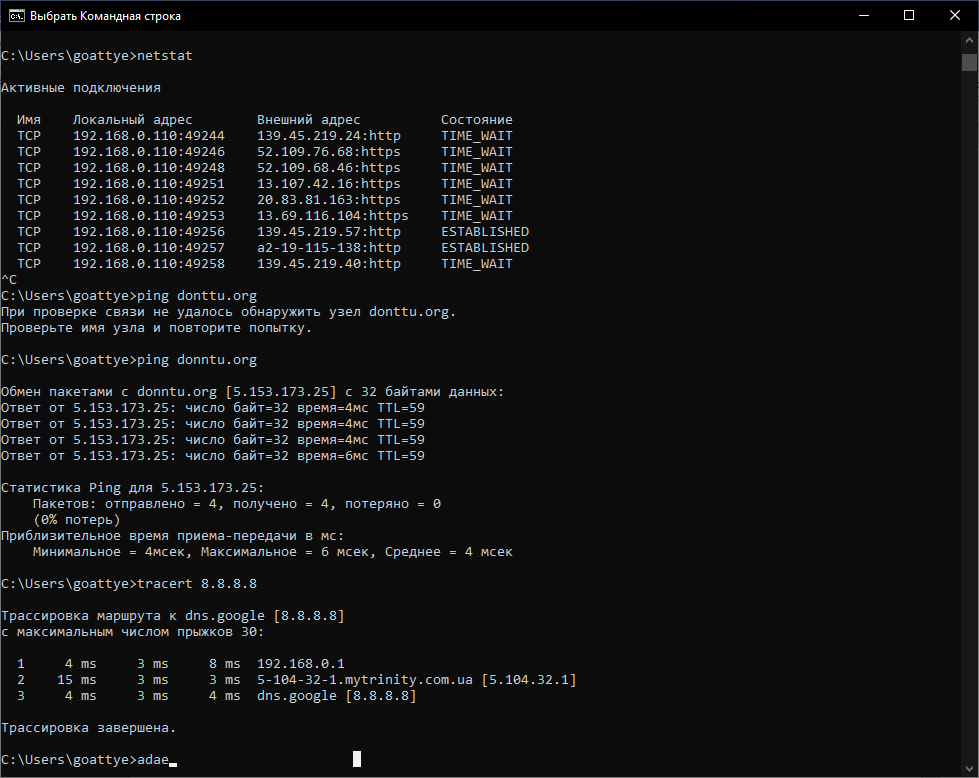 Выбрать Командная строка
C:\Users\goattye>netstat
Активные подключения
Имя Локальный адрес Внешний адрес Состояние
TCP 192.168.0.110:49244 139.45.219.24:http TIME_WAIT
TCP 192.168.0.110:49246 52.109.76.68:https TIME_WAIT
TCP 192.168.0.110:49248 52.109.68.46:https TIME_WAIT
TCP 192.168.0.110:49251 13.107.42.16:https TIME_WAIT
TCP 192.168.0.110:49252 20.83.81.163:https TIME_WAIT
TCP 192.168.0.110:49253 13.69.116.104:https TIME_WAIT
TCP 192.168.0.110:49256 139.45.219.57:http ESTABLISHED
TCP 192.168.0.110:49257 a2-19-115-138:http ESTABLISHED
TCP 192.168.0.110:49258 139.45.219.40:http TIME_WAIT
^C
C:\Users\goattye>ping donttu.org
При проверке связи не удалось обнаружить узел donttu.org.
Проверьте имя узла и повторите попытку.
C:\Users\goattye>ping donntu.org
Обмен пакетами с donntu.org [5.153.173.25] с 32 байтами данных:
Ответ от 5.153.173.25: число байт=32 время=4мс TTL=59
Ответ от 5.153.173.25: число байт=32 время=4мс TTL=59
Ответ от 5.153.173.25: число байт=32 время=4мс TTL=59
Ответ от 5.153.173.25: число байт=32 время=6мс TTL=59
Статистика Ping для 5.153.173.25:
Пакетов: отправлено = 4, получено = 4, потеряно = 0
(0% потерь)
Приблизительное время приема-передачи в мс:
Минимальное = 4мсек, Максимальное = 6 мсек, Среднее = 4 мсек
C:\Users\goattye>tracert 8.8.8.8
Трассировка маршрута к dns.google [8.8.8.8]
с максимальным числом прыжков 30:
1 4 ms 3 ms 8 ms 192.168.0.1
2 15 ms 3 ms 3 ms 5-104-32-1.mytrinity.com.ua [5.104.32.1]
3 4 ms 3 ms 4 ms dns.google [8.8.8.8]
Трассировка завершена.
C:\Users\goattye>adae